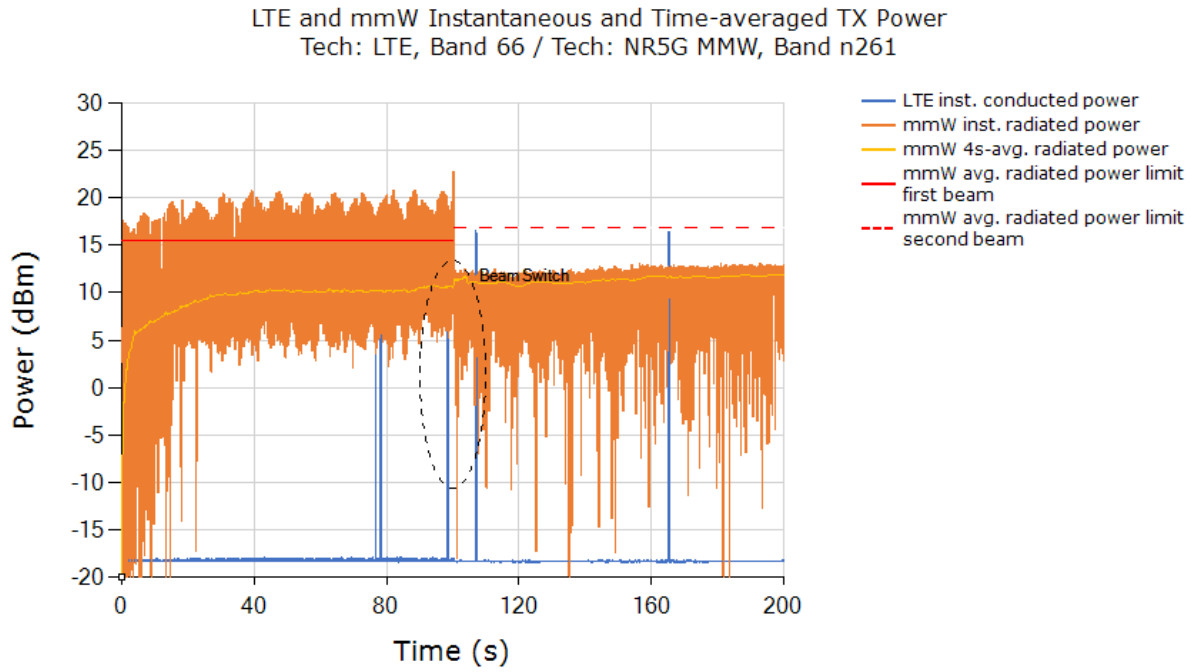 LTE and mmW Instantaneous and Time-averaged TX Power
Tech: LTE, Band 66 / Tech: NR5G MMW, Band n261
30
25
20
15
10
5
0
-5
-10
-15
-20
Power (dBm)
Beam Switch
0
40
80
120
160
200
Time (s)
LTE inst. conducted power
mmW inst. radiated power
mmW 4s-avg. radiated power
mmW avg. radiated power limit
first beam
mmW avg. radiated power limit
second beam